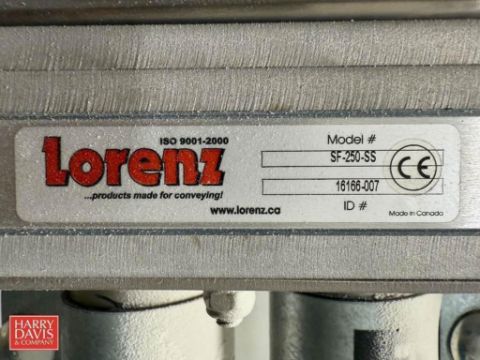 ISO 9001-2000
Lorenz
...products made for conveying!
www.lorenz.ca
Model #
SF-250-SS
16166-007
ID #
CE
Made in Canada
HARRY
DAVIS
& COMPANY